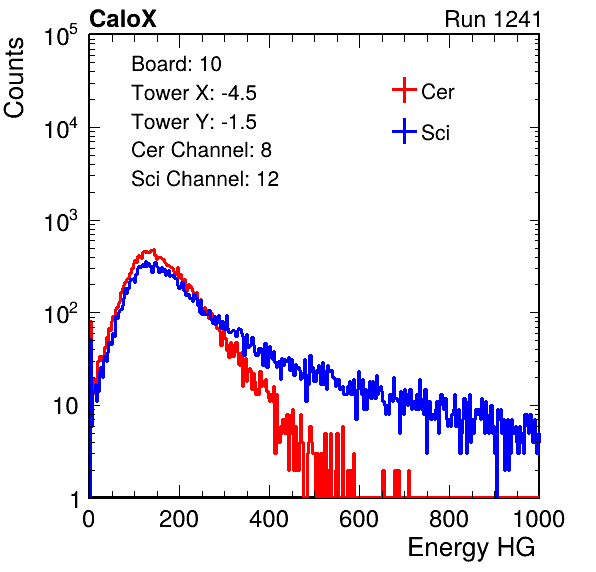 CaloX Run 1241
Counts
10^5
10^4
10^3
10^2
10
1
Board: 10
Tower X: -4.5
Tower Y: -1.5
Cer Channel: 8
Sci Channel: 12
Cer
Sci
0 200 400 600 800 1000
Energy HG